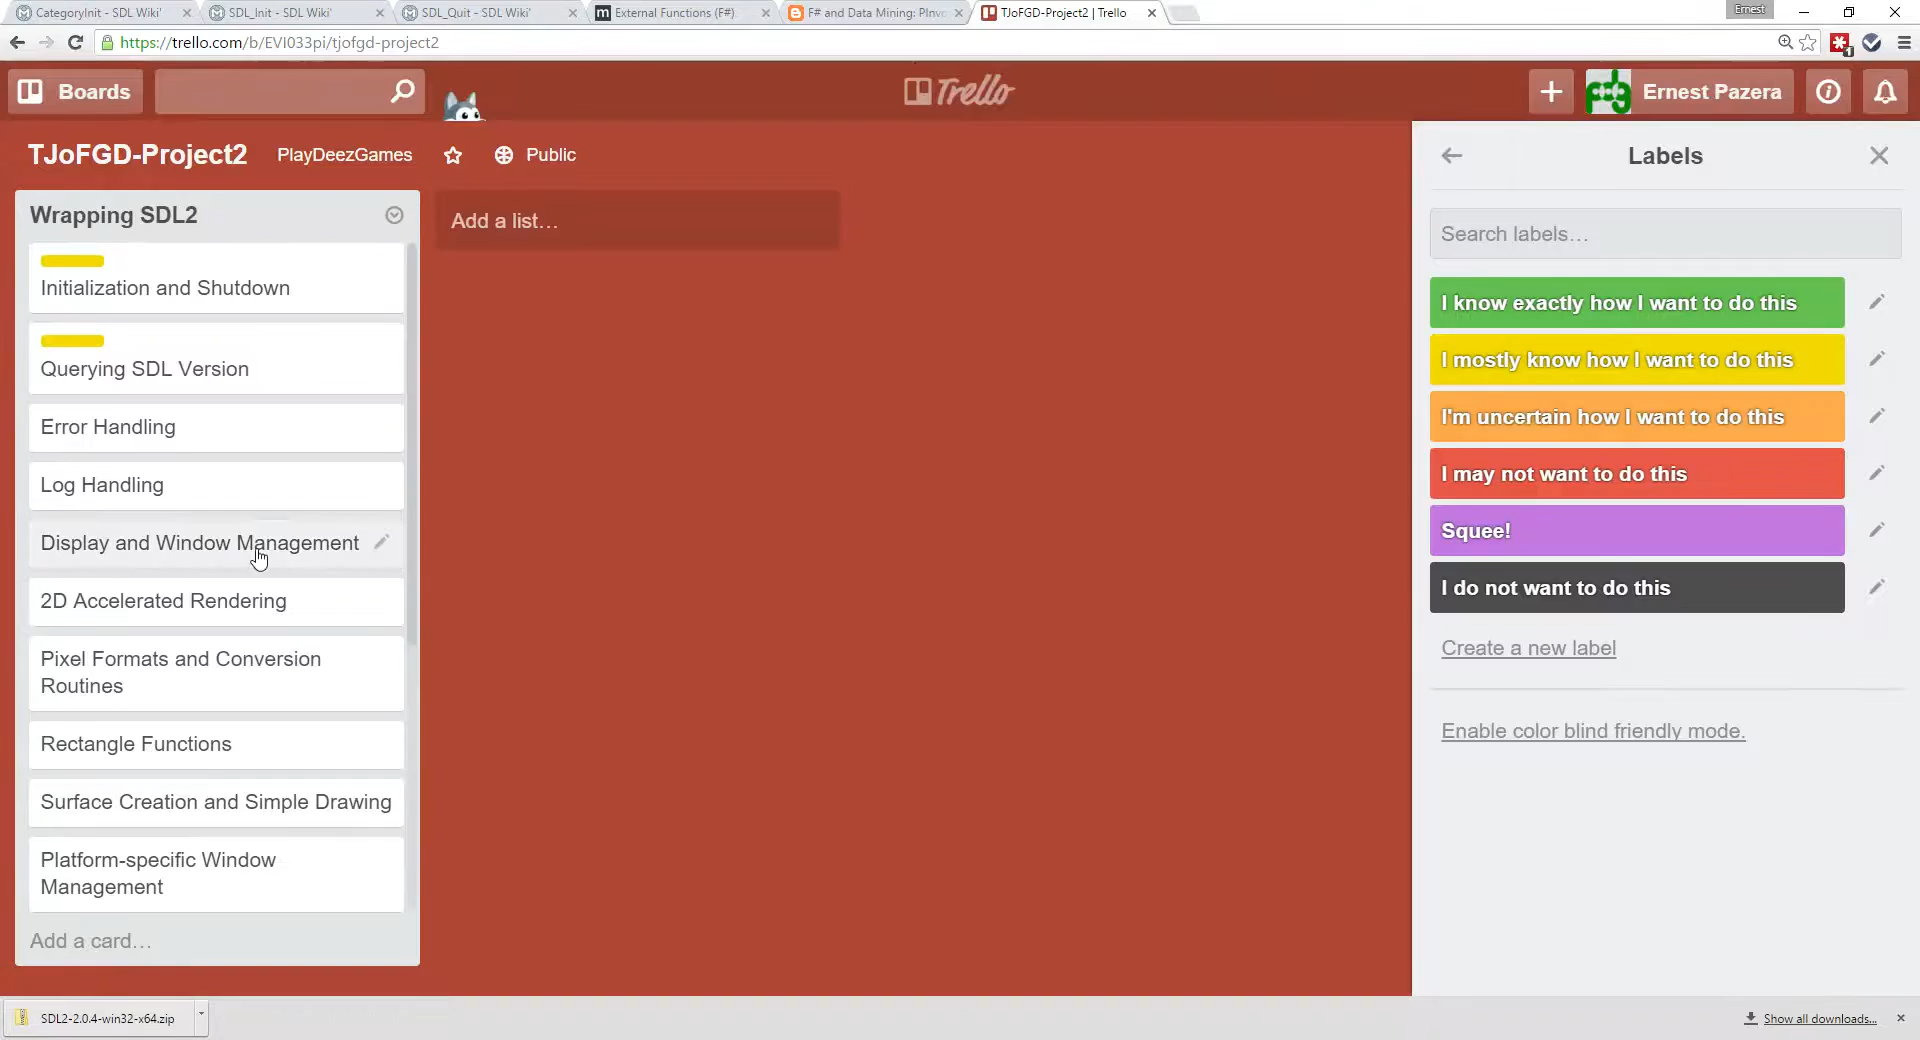 CategoryInit - SDL Wiki'
SDL_Init - SDL Wiki'
SDL_Quit - SDL Wiki'
External Functions (F#)
F# and Data Mining: PInvo
TJoFGD-Project2 | Trello
Ernest
https://trello.com/b/EVI033pi/tjofgd-project2
Boards
Trello
Ernest Pazera
TJoFGD-Project2
PlayDeezGames
Public
Wrapping SDL2
Initialization and Shutdown
Querying SDL Version
Error Handling
Log Handling
Display and Window Management
2D Accelerated Rendering
Pixel Formats and Conversion
Routines
Rectangle Functions
Surface Creation and Simple Drawing
Platform-specific Window
Management
Add a card…
Add a list…
Labels
Search labels…
I know exactly how I want to do this
I mostly know how I want to do this
I'm uncertain how I want to do this
I may not want to do this
Squee!
I do not want to do this
Create a new label
Enable color blind friendly mode.
SDL2-2.0.4-win32-x64.zip
Show all downloads...